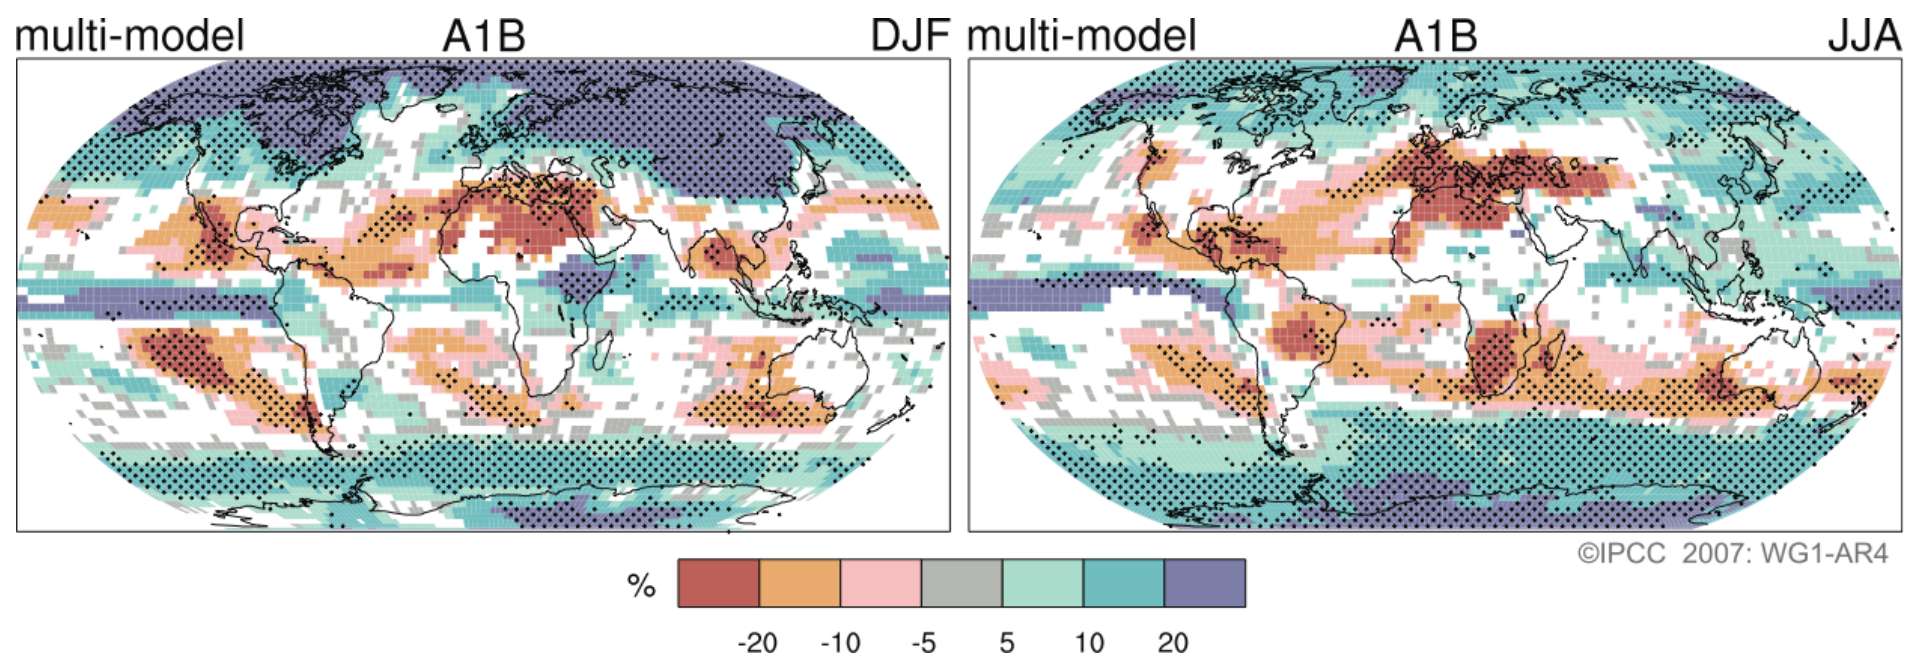 multi-model A1B DJF
multi-model A1B JJA
©IPCC 2007: WG1-AR4
%
-20 -10 -5 5 10 20